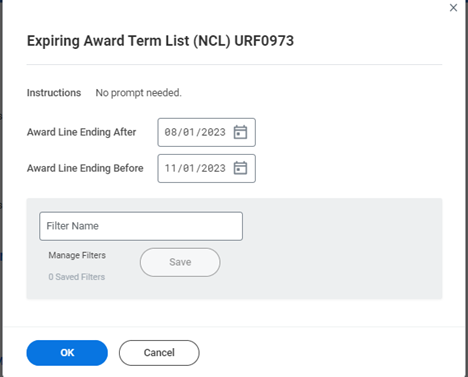 Expiring Award Term List (NCL) URF0973
Instructions No prompt needed.
Award Line Ending After 08/01/2023
Award Line Ending Before 11/01/2023
Filter Name
Manage Filters
Save
0 Saved Filters
OK Cancel